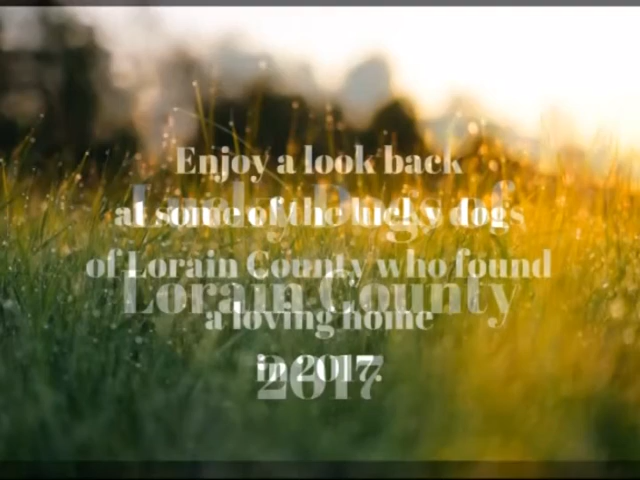 Enjoy a look back
at some of the lucky dogs
of Lorain County who found
a loving home
in 2017.
Lucky Dogs of
Lorain County
2017